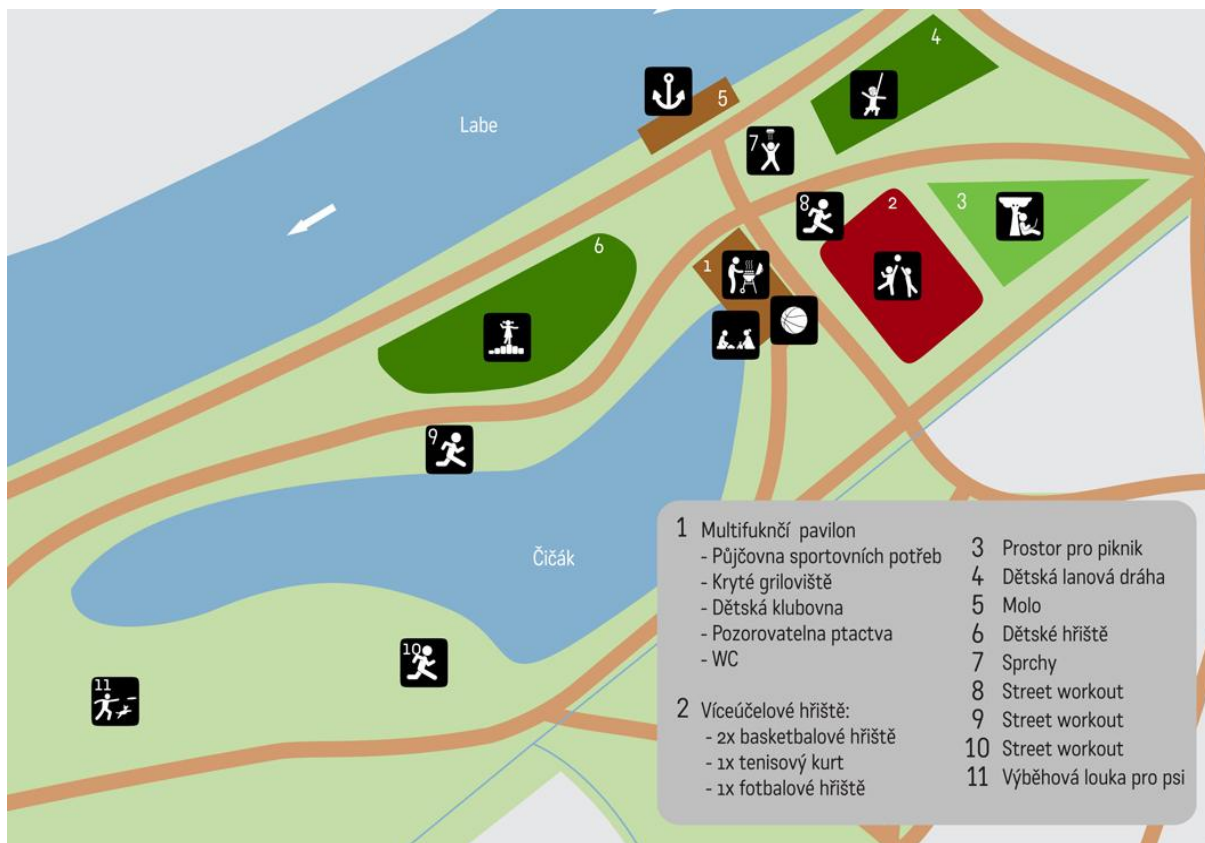 4
5
Labe
7
8
2
3
6
1
9
Čičák
10
11
1 Multifuknčí pavilon
- Půjčovna sportovních potřeb
- Kryté griloviště
- Dětská klubovna
- Pozorovatelna ptactva
- WC
2 Víceúčelové hřiště:
- 2x basketbalové hřiště
- 1x tenisový kurt
- 1x fotbalové hřiště
3 Prostor pro piknik
4 Dětská lanová dráha
5 Molo
6 Dětské hřiště
7 Sprchy
8 Street workout
9 Street workout
10 Street workout
11 Výběhová louka pro psi